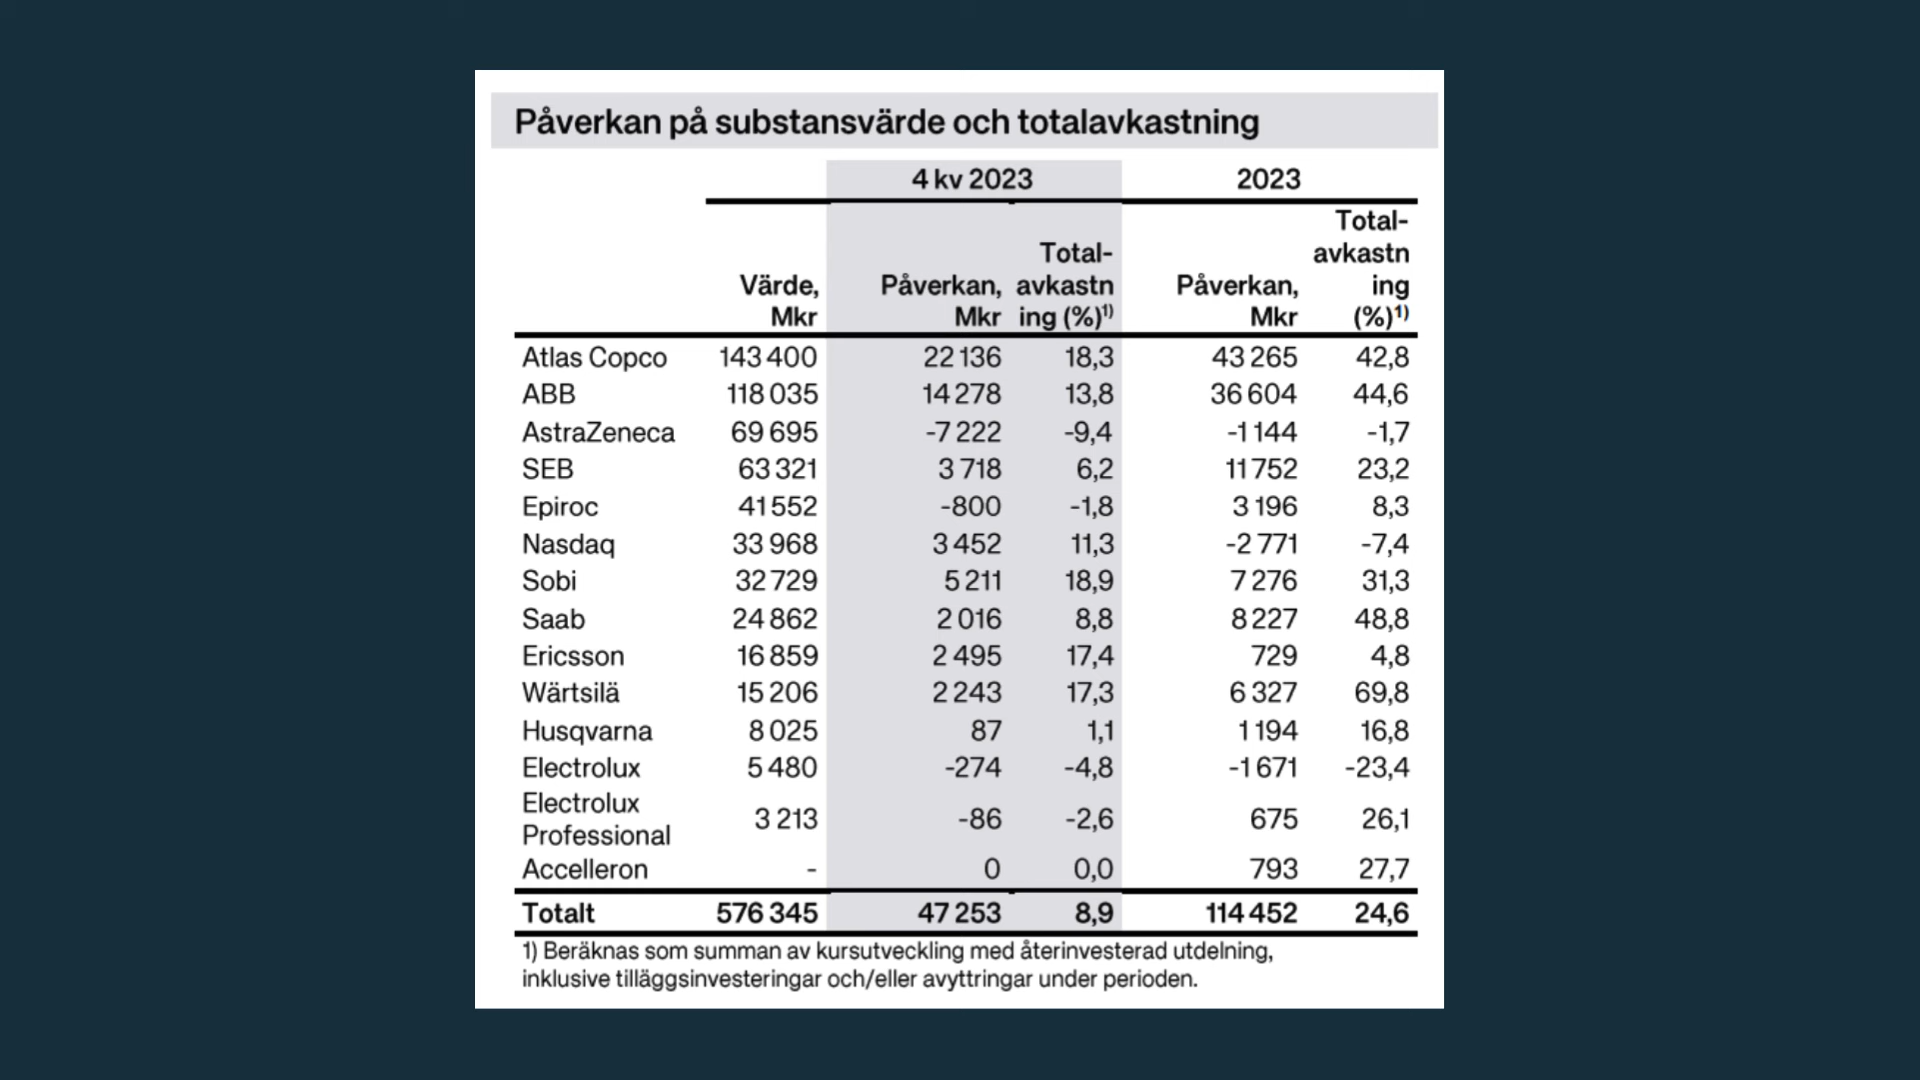 Påverkan på substansvärde och totalavkastning
4 kv 2023 2023
Värde, Mkr Påverkan, Mkr Total-avkastn ing (%)1) Påverkan, Mkr Total-avkastn ing (%)1)
Atlas Copco 143 400 22 136 18,3 43 265 42,8
ABB 118 035 14 278 13,8 36 604 44,6
AstraZeneca 69 695 -7 222 -9,4 -1 144 -1,7
SEB 63 321 3 718 6,2 11 752 23,2
Epiroc 41 552 -800 -1,8 3 196 8,3
Nasdaq 33 968 3 452 11,3 -2 771 -7,4
Sobi 32 729 5 211 18,9 7 276 31,3
Saab 24 862 2 016 8,8 8 227 48,8
Ericsson 16 859 2 495 17,4 729 4,8
Wärtsilä 15 206 2 243 17,3 6 327 69,8
Husqvarna 8 025 87 1,1 1 194 16,8
Electrolux 5 480 -274 -4,8 -1 671 -23,4
Electrolux Professional 3 213 -86 -2,6 675 26,1
Accelleron - 0 0,0 793 27,7
Totalt 576 345 47 253 8,9 114 452 24,6
1) Beräknas som summan av kursutveckling med återinvesterad utdelning,
inklusive tilläggsinvesteringar och/eller avyttringar under perioden.